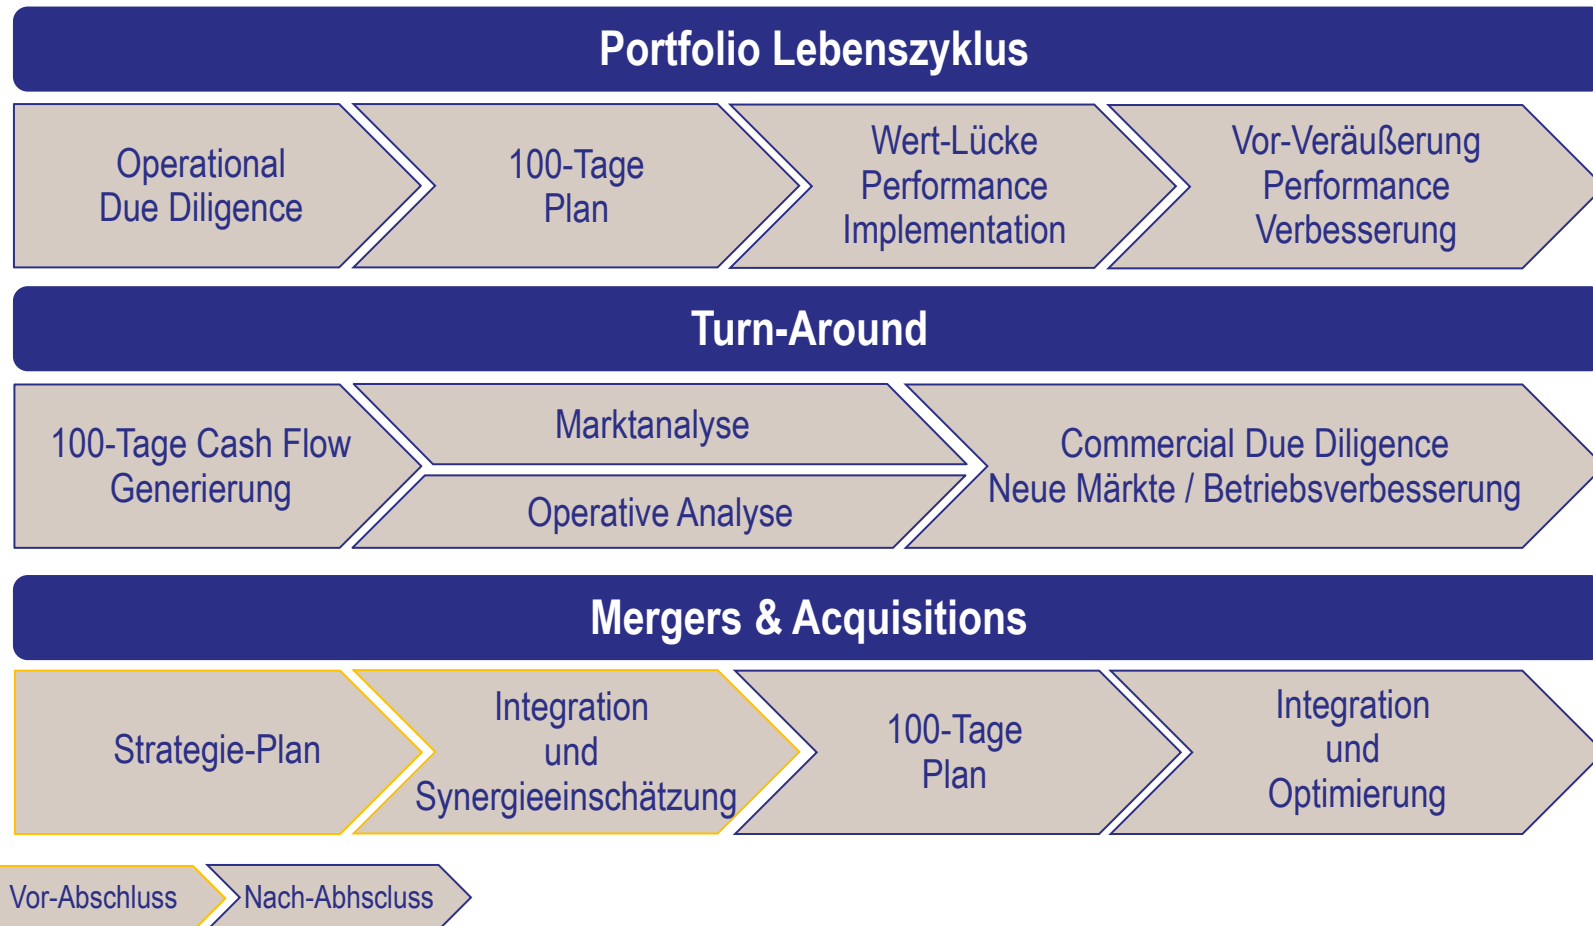 Portfolio Lebenszyklus
Operational
Due Diligence
100-Tage
Plan
Wert-Lücke
Performance
Implementation
Vor-Veräußerung
Performance
Verbesserung
Turn-Around
100-Tage Cash Flow
Generierung
Marktanalyse
Operative Analyse
Commercial Due Diligence
Neue Märkte / Betriebsverbesserung
Mergers & Acquisitions
Strategie-Plan
Integration
und
Synergieeinschätzung
100-Tage
Plan
Integration
und
Optimierung
Vor-Abschluss
Nach-Abhscluss